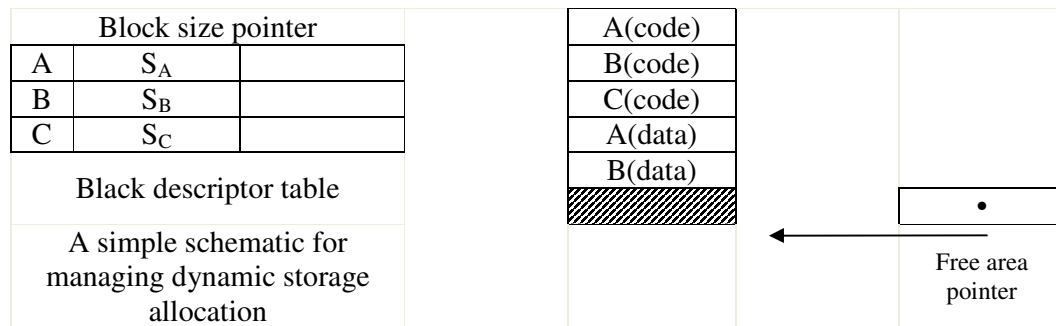 Block size pointer
A S_A
B S_B
C S_C
Black descriptor table
A simple schematic for
managing dynamic storage
allocation
A(code)
B(code)
C(code)
A(data)
B(data)
Free area
pointer